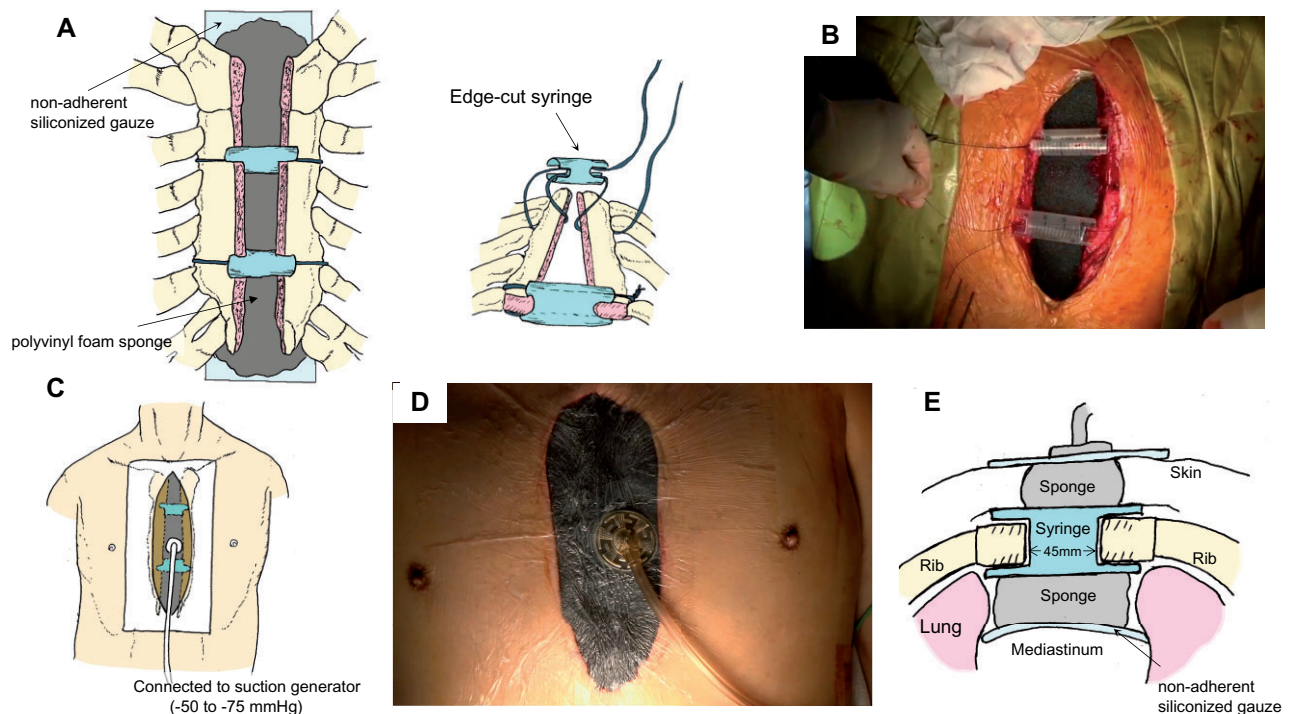 A
non-adherent
siliconized gauze
polyvinyl foam sponge
Edge-cut syringe
B
C
Connected to suction generator
(-50 to -75 mmHg)
D
E
Skin
Sponge
Syringe
45mm
Rib
Rib
Sponge
Lung
Mediastinum
non-adherent
siliconized gauze